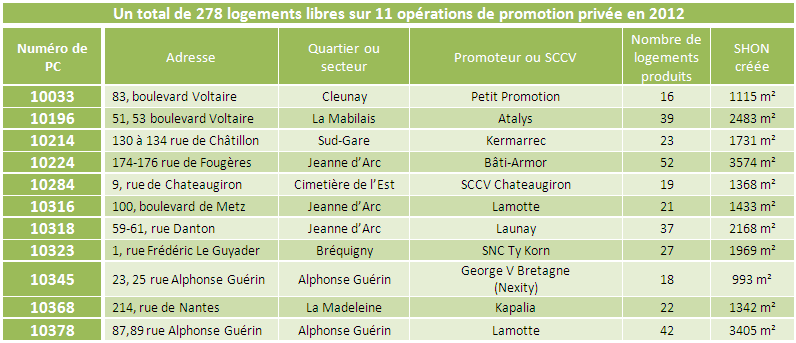 Un total de 278 logements libres sur 11 opérations de promotion privée en 2012
Numéro de PC Adresse Quartier ou secteur Promoteur ou SCCV Nombre de logements produits SHON créée
10033 83, boulevard Voltaire Cleunay Petit Promotion 16 1115 m²
10196 51, 53 boulevard Voltaire La Mabilais Atalys 39 2483 m²
10214 130 à 134 rue de Châtillon Sud-Gare Kermarrec 23 1731 m²
10224 174-176 rue de Fougères Jeanne d’Arc Bâti-Armor 52 3574 m²
10284 9, rue de Chateaugiron Cimetière de l’Est SCCV Chateaugiron 19 1368 m²
10316 100, boulevard de Metz Jeanne d’Arc Lamotte 21 1433 m²
10318 59-61, rue Danton Jeanne d’Arc Launay 37 2168 m²
10323 1, rue Frédéric Le Guyader Bréquigny SNC Ty Korn 27 1969 m²
10345 23, 25 rue Alphonse Guérin Alphonse Guérin George V Bretagne (Nexity) 18 993 m²
10368 214, rue de Nantes La Madeleine Kapalia 22 1342 m²
10378 87,89 rue Alphonse Guérin Alphonse Guérin Lamotte 42 3405 m²